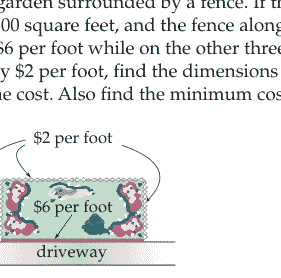 garden surrounded by a fence. If th
00 square feet, and the fence along
$6 per foot while on the other three
y $2 per foot, find the dimensions
e cost. Also find the minimum cos
$2 per foot
$6 per foot
driveway